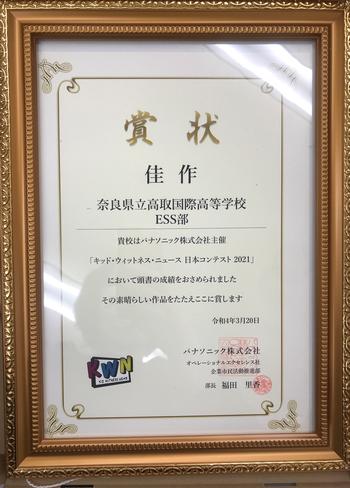 賞状
佳作
奈良県立高取国際高等学校
ESS部
貴校はパナソニック株式会社主催
「キッド・ウィットネス・ニュース 日本コンテスト 2021」
において頭書の成績をおさめられました
その素晴らしい作品をたたえここに賞します
令和4年3月20日
パナソニック株式会社
オペレーショナルエクセレンス社
企業市民活動推進部
部長 福田 里香
KWN
KID WITNESS NEWS